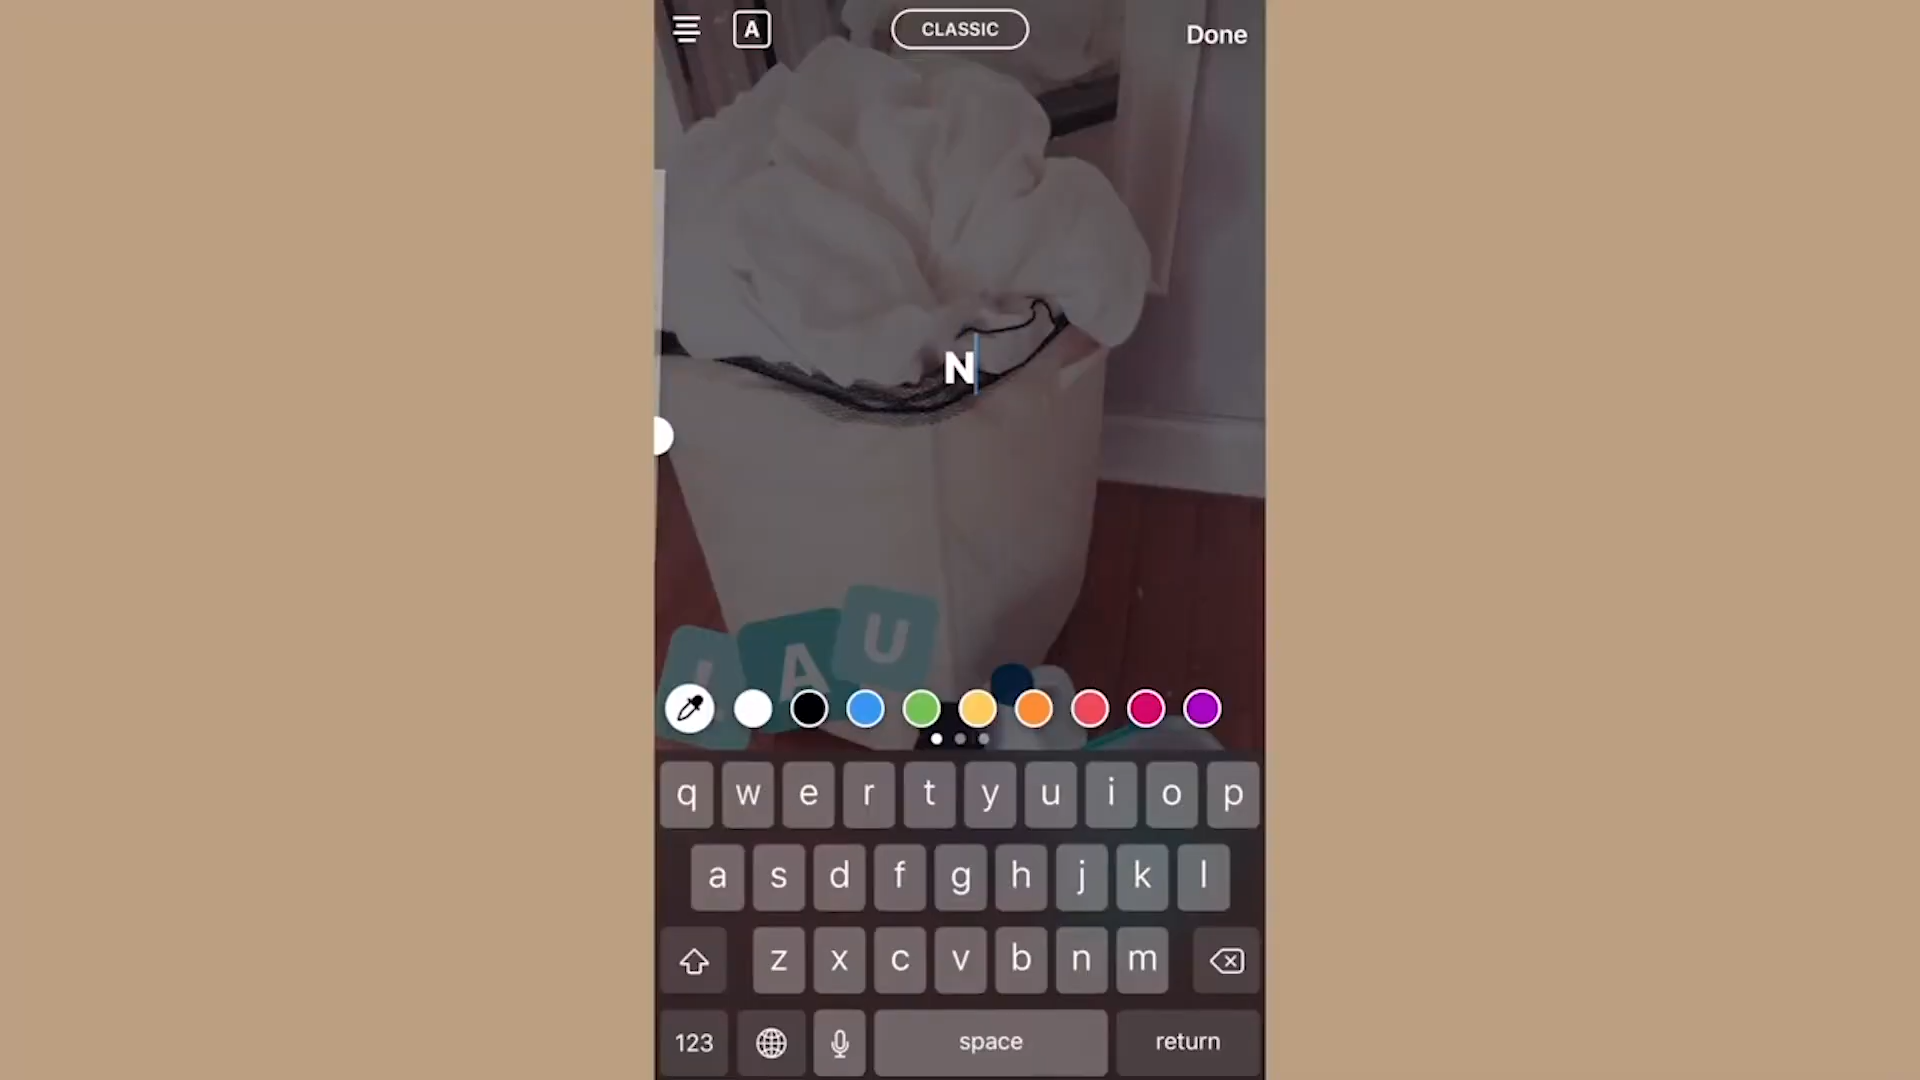 A CLASSIC Done
N
L A U
q w e r t y u i o p
a s d f g h j k l
z x c v b n m
123 space return